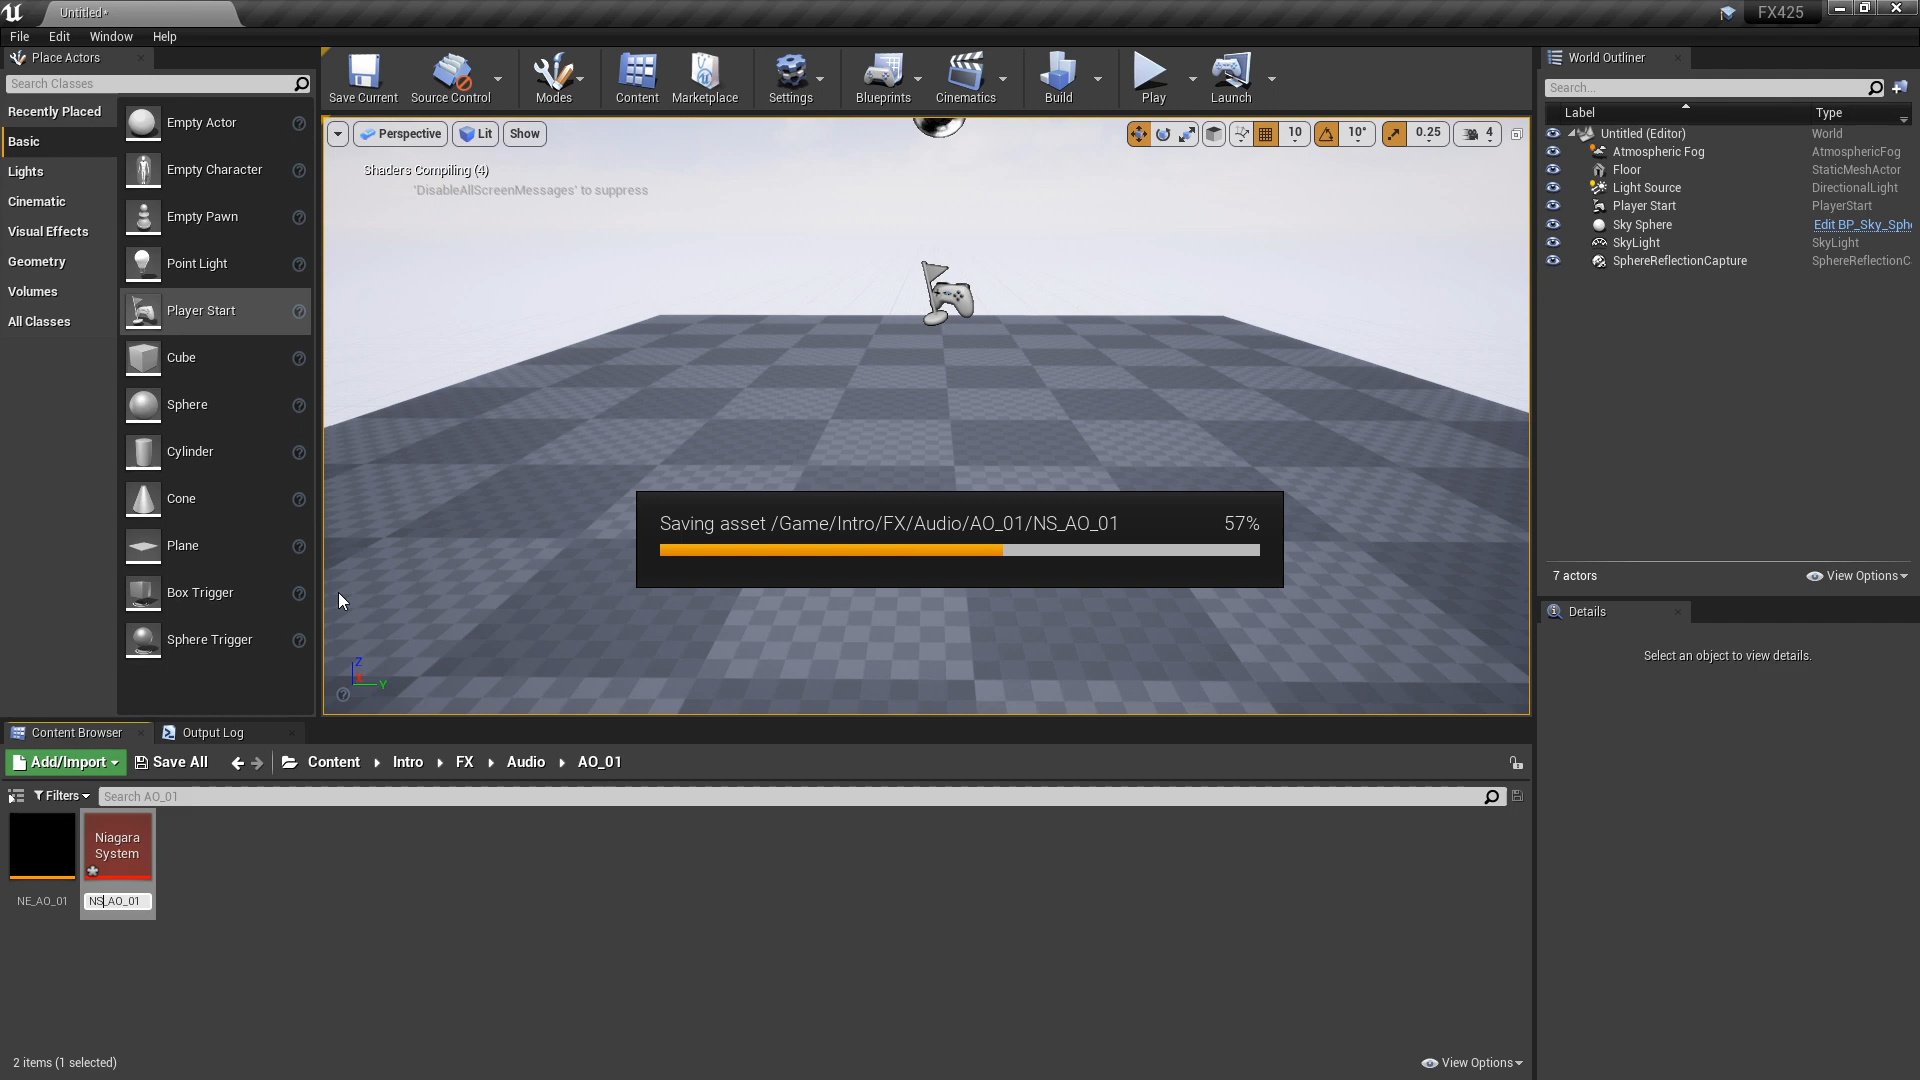 Untitled*
FX425
File Edit Window Help
Place Actors
Search Classes
Recently Placed
Basic
Lights
Cinematic
Visual Effects
Geometry
Volumes
All Classes
Empty Actor
Empty Character
Empty Pawn
Point Light
Player Start
Cube
Sphere
Cylinder
Cone
Plane
Box Trigger
Sphere Trigger
Save Current
Source Control
Modes
Content
Marketplace
Settings
Blueprints
Cinematics
Build
Play
Launch
Perspective
Lit
Show
10
10°
0.25
4
Shaders Compiling (4)
'DisableAllScreenMessages' to suppress
Saving asset /Game/Intro/FX/Audio/AO_01/NS_AO_01 57%
Z
X
Y
World Outliner
Search...
Label Type
Untitled (Editor) World
Atmospheric Fog AtmosphericFog
Floor StaticMeshActor
Light Source DirectionalLight
Player Start PlayerStart
Sky Sphere Edit BP_Sky_Sph
SkyLight SkyLight
SphereReflectionCapture SphereReflectionC
7 actors
View Options
Details
Select an object to view details.
Content Browser
Output Log
Add/Import
Save All
Content
Intro
FX
Audio
AO_01
Filters
Search AO_01
Niagara
System
NE_AO_01
NS_AO_01
2 items (1 selected)
View Options